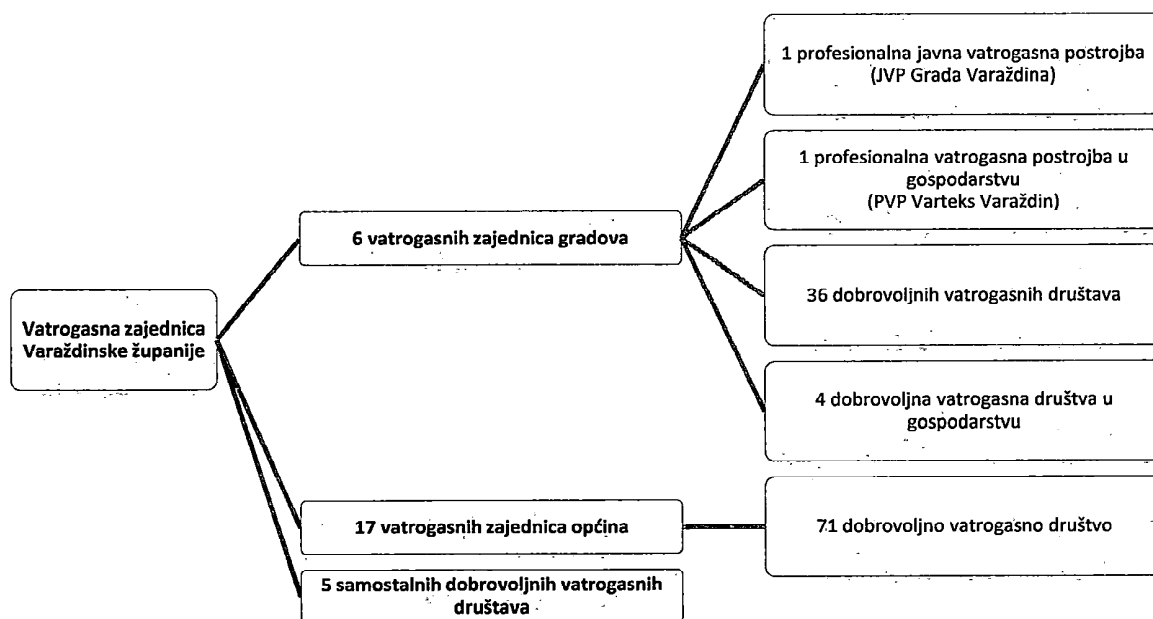 Vatrogasna zajednica
Varaždinske županije
6 vatrogasnih zajednica gradova
1 profesionalna javna vatrogasna postrojba
(JVP Grada Varaždina)
1 profesionalna vatrogasna postrojba u
gospodarstvu
(PVP Varteks Varaždin)
36 dobrovoljnih vatrogasnih društava
4 dobrovoljna vatrogasna društva u
gospodarstvu
17 vatrogasnih zajednica općina
71 dobrovoljno vatrogasno društvo
5 samostalnih dobrovoljnih vatrogasnih
društava